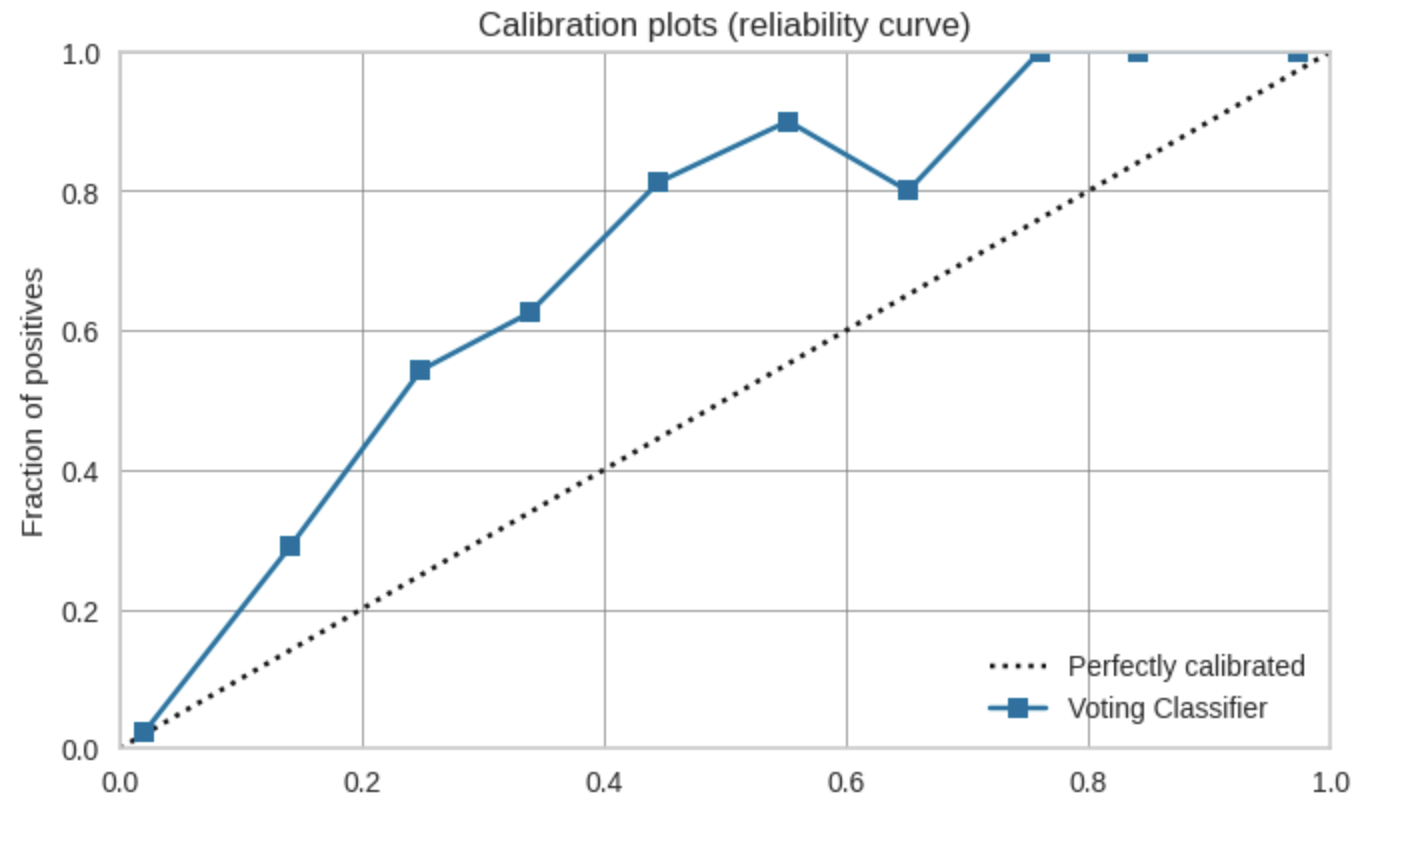 Calibration plots (reliability curve)
1.0
0.8
0.6
0.4
0.2
0.0
Fraction of positives
Perfectly calibrated
Voting Classifier
0.0 0.2 0.4 0.6 0.8 1.0